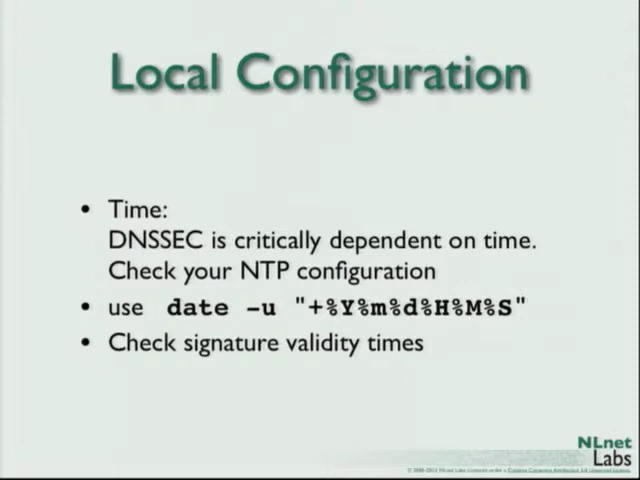 Local Configuration
• Time:
DNSSEC is critically dependent on time.
Check your NTP configuration
• use date -u "+%Y%m%d%H%M%S"
• Check signature validity times
NLnet
Labs